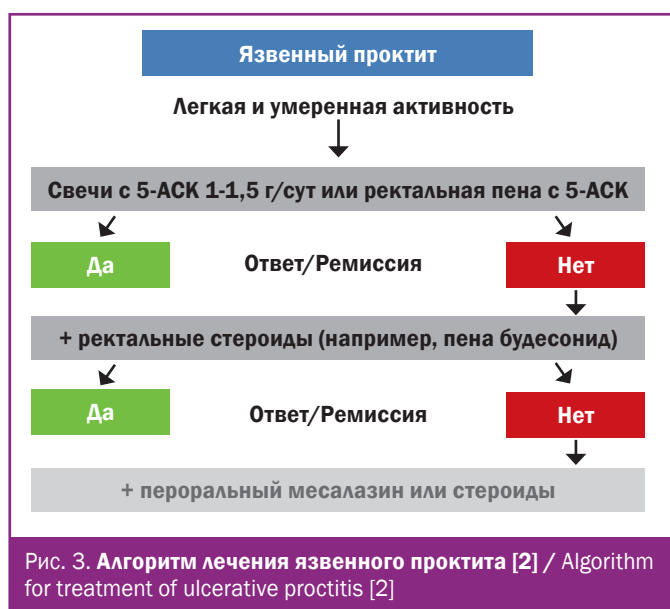 Язвенный проктит
Легкая и умеренная активность
Свечи с 5-АСК 1-1,5 г/сут или ректальная пена с 5-АСК
Да Ответ/Ремиссия Нет
+ ректальные стероиды (например, пена будесонид)
Да Ответ/Ремиссия Нет
+ пероральный месалазин или стероиды
Рис. 3. Алгоритм лечения язвенного проктита [2] / Algorithm
for treatment of ulcerative proctitis [2]